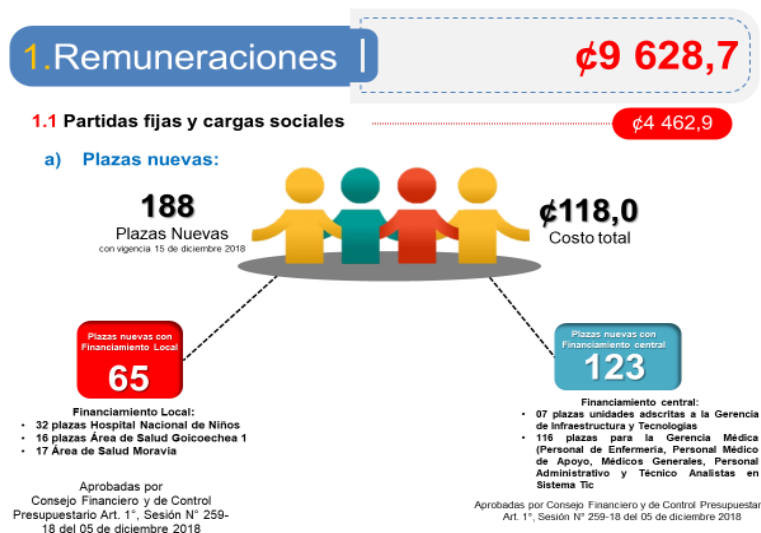 1.Remuneraciones
¢9 628,7
1.1 Partidas fijas y cargas sociales
¢4 462,9
a) Plazas nuevas:
188
Plazas Nuevas
con vigencia 15 de diciembre 2018
¢118,0
Costo total
Plazas nuevas con
Financiamiento Local
65
Financiamiento Local:
• 32 plazas Hospital Nacional de Niños
• 16 plazas Área de Salud Goicoechea 1
• 17 Área de Salud Moravia
Aprobadas por
Consejo Financiero y de Control
Presupuestario Art. 1°, Sesión N° 259-
18 del 05 de diciembre 2018
Plazas nuevas con
Financiamiento central
123
Financiamiento central:
• 07 plazas unidades adscritas a la Gerencia
de Infraestructura y Tecnologías
• 116 plazas para la Gerencia Médica
(Personal de Enfermería, Personal Médico
de Apoyo, Médicos Generales, Personal
Administrativo y Técnico Analistas en
Sistema Tic
Aprobadas por Consejo Financiero y de Control Presupuestar
Art. 1°, Sesión N° 259-18 del 05 de diciembre 2018